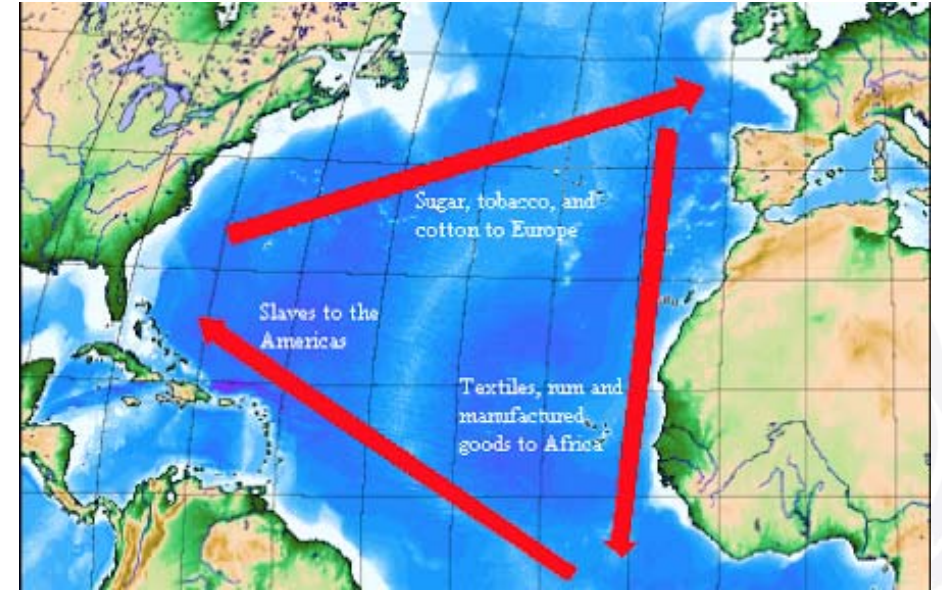 Sugar, tobacco, and
cotton to Europe
Slaves to the
Americas
Textiles, rum and
manufactured
goods to Africa